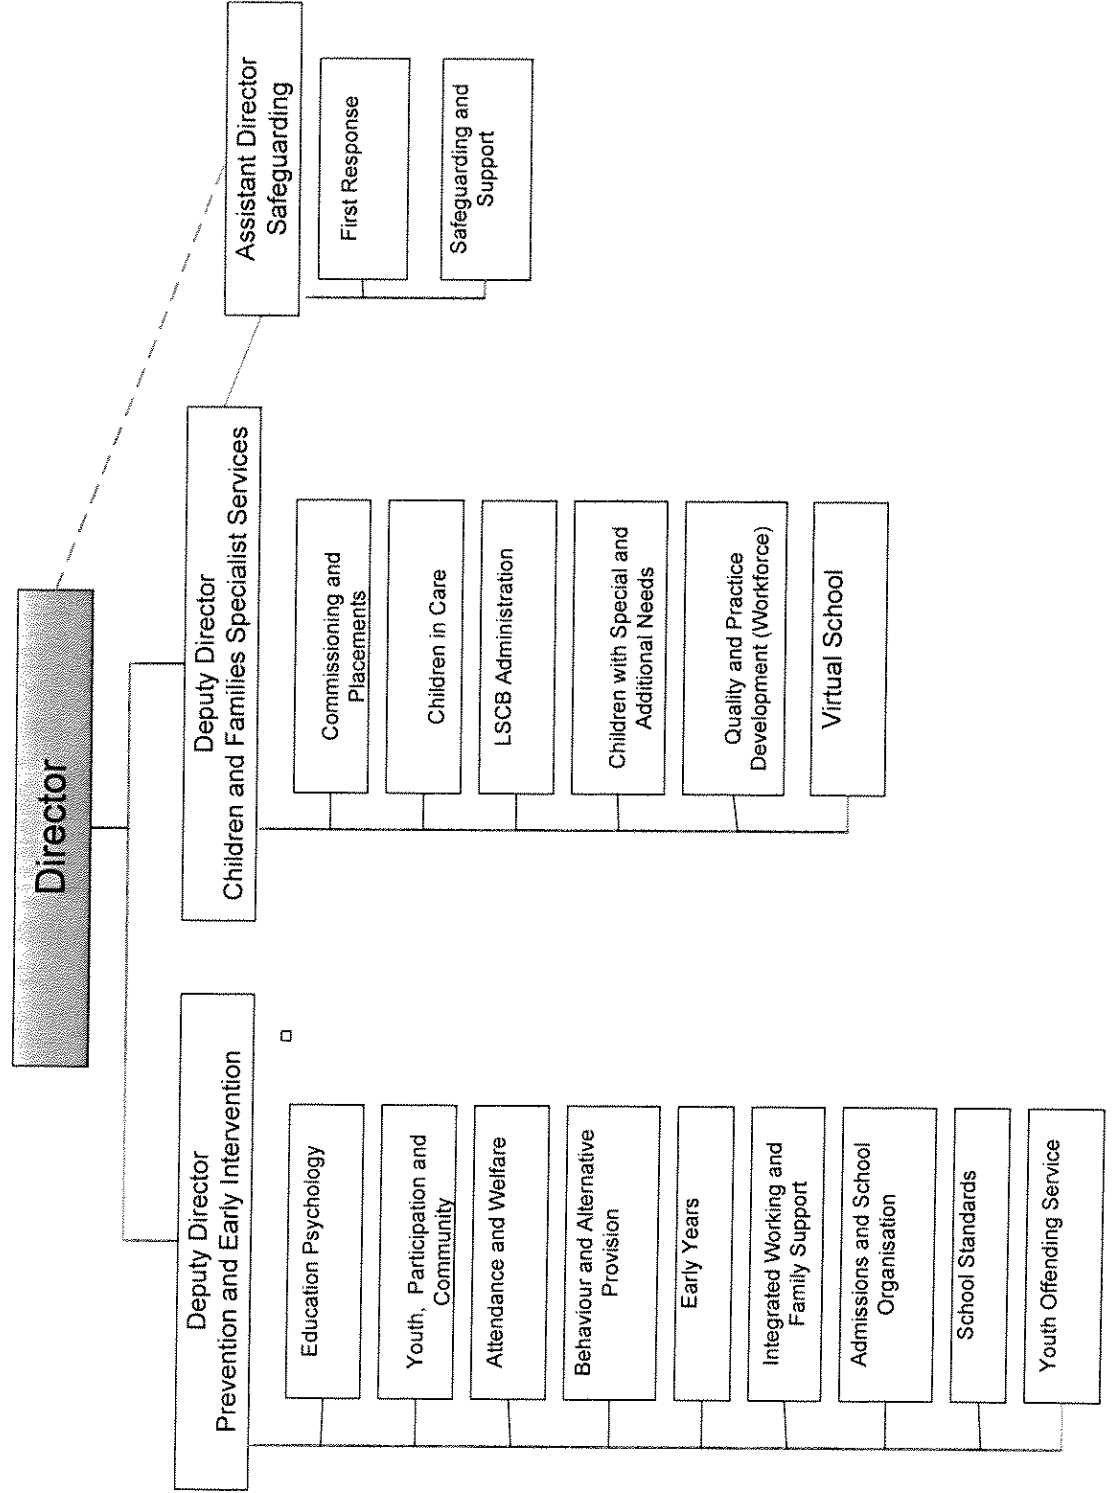 Director
Deputy Director
Prevention and Early Intervention
Education Psychology
Youth, Participation and
Community
Attendance and Welfare
Behaviour and Alternative
Provision
Early Years
Integrated Working and
Family Support
Admissions and School
Organisation
School Standards
Youth Offending Service
Deputy Director
Children and Families Specialist Services
Commissioning and
Placements
Children in Care
LSCB Administration
Children with Special and
Additional Needs
Quality and Practice
Development (Workforce)
Virtual School
Assistant Director
Safeguarding
First Response
Safeguarding and
Support